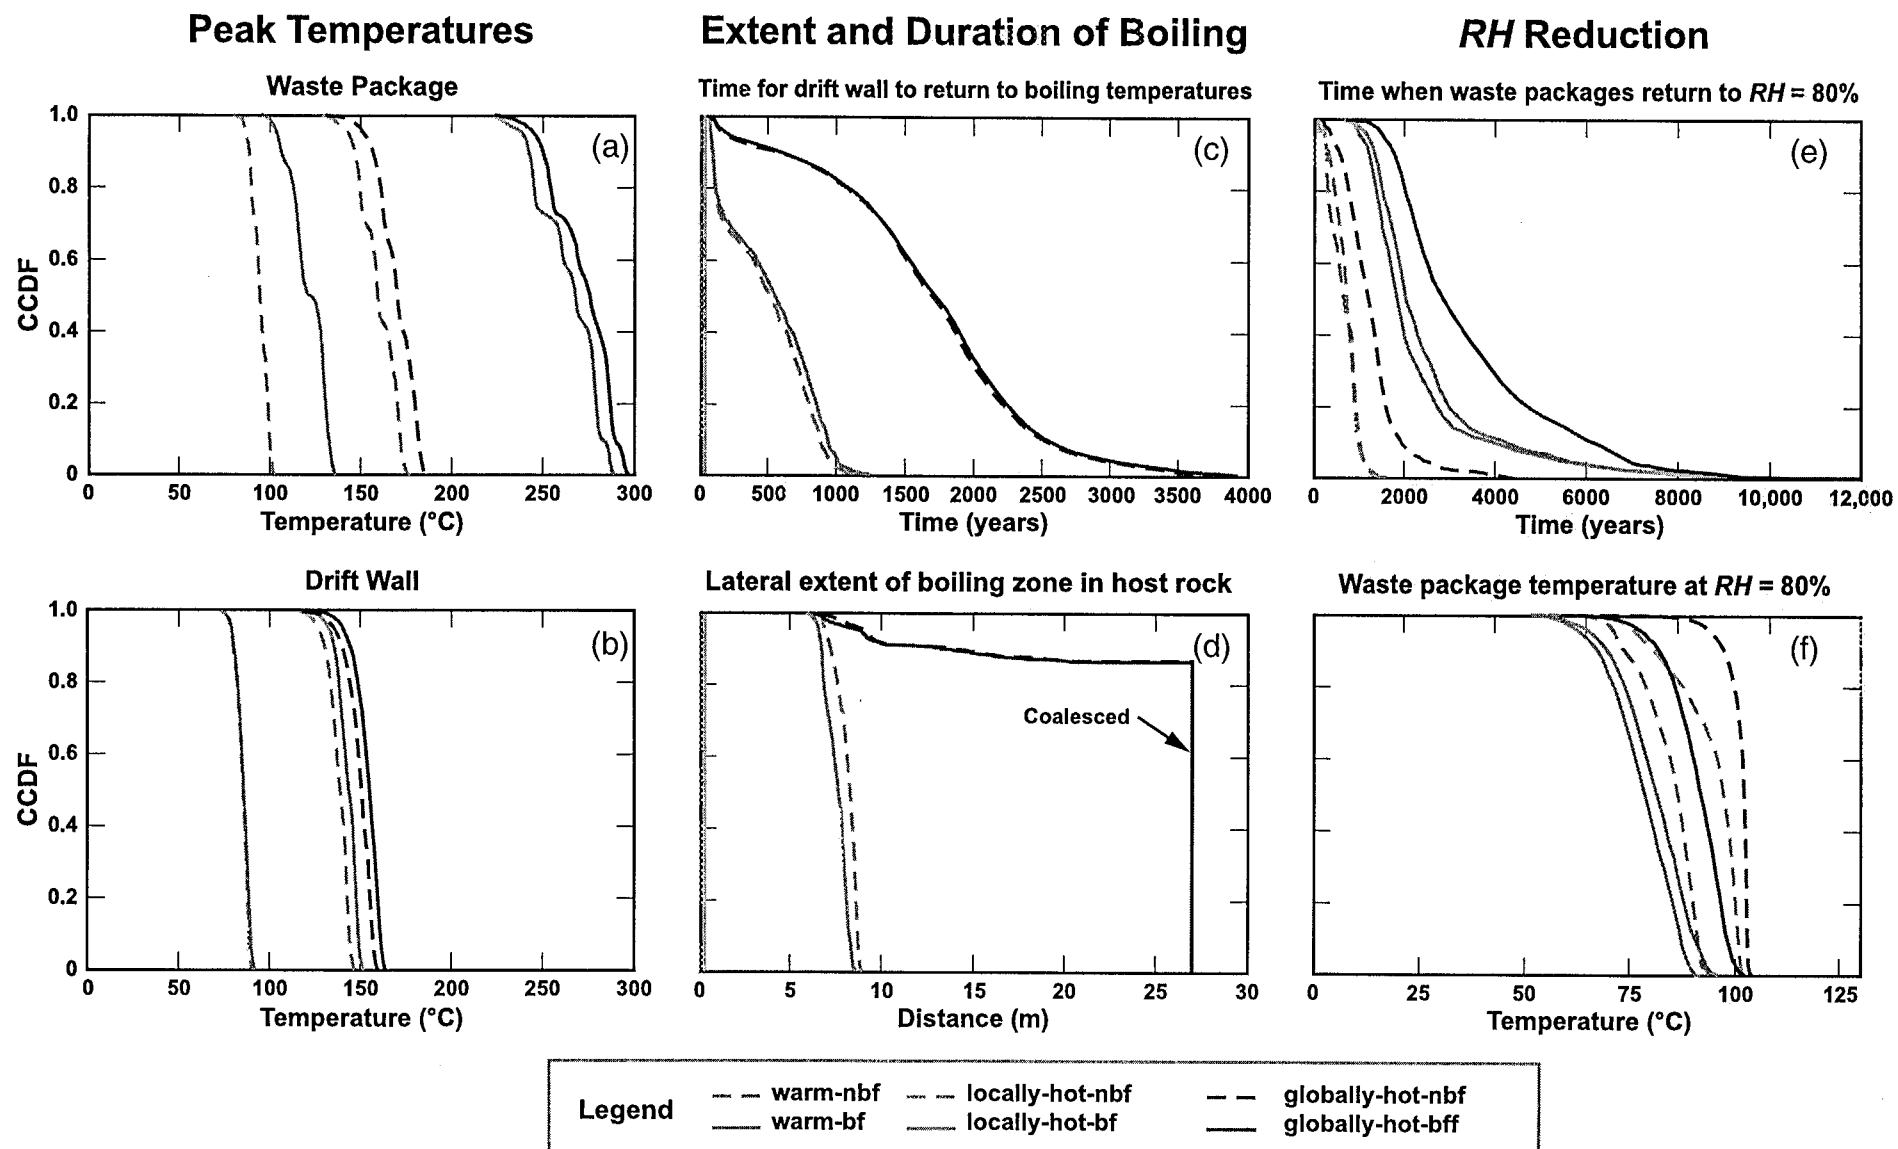 Peak Temperatures
Extent and Duration of Boiling
RH Reduction
Waste Package
(a)
CCDF
1.0
0.8
0.6
0.4
0.2
0
0 50 100 150 200 250 300
Temperature (°C)
Time for drift wall to return to boiling temperatures
(c)
0 500 1000 1500 2000 2500 3000 3500 4000
Time (years)
Time when waste packages return to RH = 80%
(e)
0 2000 4000 6000 8000 10,000 12,000
Time (years)
Drift Wall
(b)
CCDF
1.0
0.8
0.6
0.4
0.2
0
0 50 100 150 200 250 300
Temperature (°C)
Lateral extent of boiling zone in host rock
(d)
Coalesced
0 5 10 15 20 25 30
Distance (m)
Waste package temperature at RH = 80%
(f)
0 25 50 75 100 125
Temperature (°C)
Legend
warm-nbf locally-hot-nbf globally-hot-nbf
warm-bf locally-hot-bf globally-hot-bff